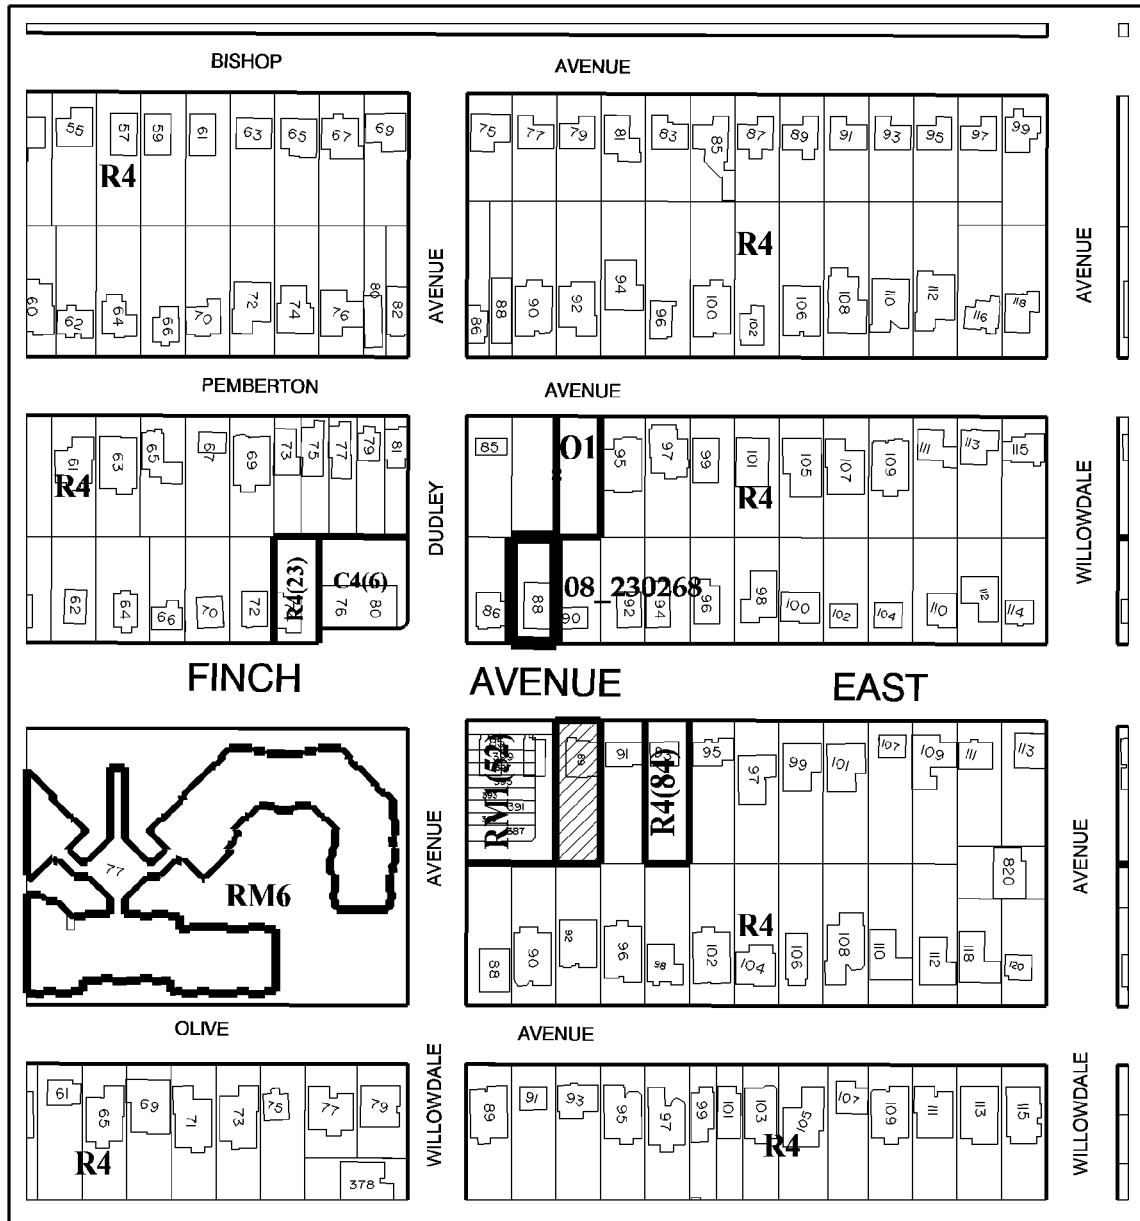 BISHOP AVENUE
55 57 59 61 63 65 67 69 75 77 79 81 83 85 87 89 91 93 95 97 99
R4
R4
AVENUE
AVENUE
60 62 64 66 70 72 74 76 80 82 86 88 90 92 94 96 100 102 106 108 110 112 116 118
PEMBERTON AVENUE
61 63 65 67 69 73 75 77 79 81 85 O1 95 97 99 101 105 107 109 111 113 115
R4
R4
DUDLEY
WILLOWDALE
R4(23) C4(6) 08_230268
62 64 66 70 72 76 80 86 88 90 92 94 96 98 100 102 104 110 112 114
FINCH AVENUE EAST
RM1(52) 89 91 93 R4(84) 95 97 99 101 107 109 111 113
395
393 391
387
77
RM6
AVENUE
AVENUE
820
R4
88 90 92 96 98 102 104 106 108 110 112 118 120
OLIVE AVENUE
61 65 69 71 73 75 77 79 89 91 93 95 97 99 101 103 105 107 109 111 113 115
R4
R4
378
WILLOWDALE
WILLOWDALE